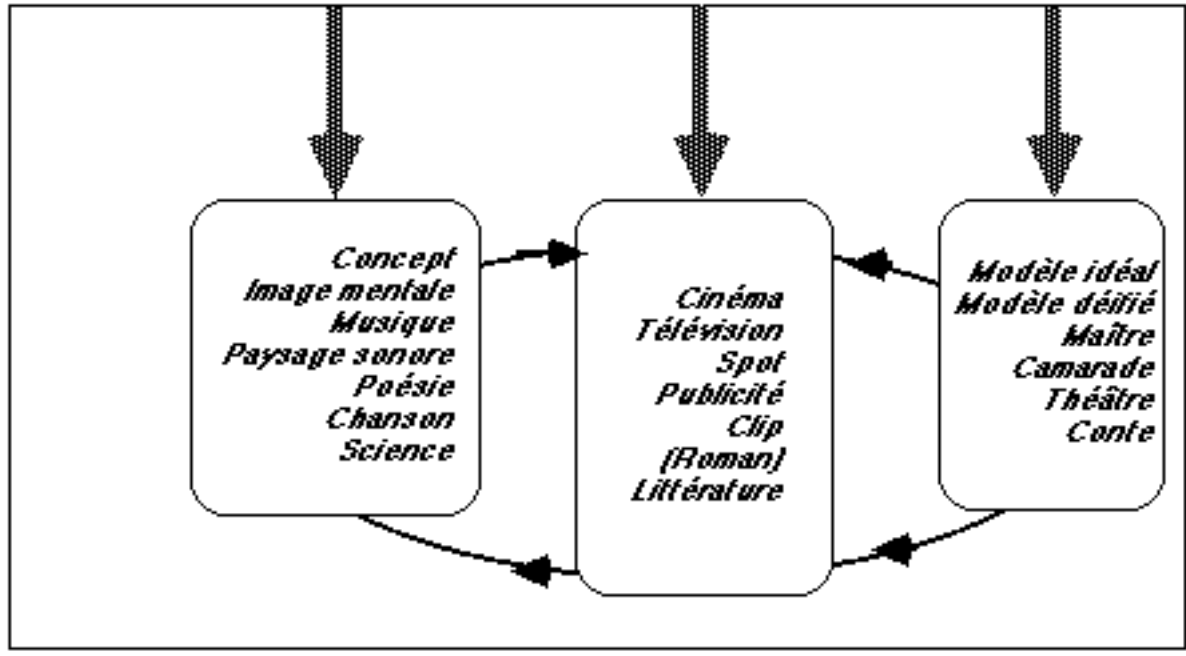 Concept
Image mentale
Musique
Paysage sonore
Poésie
Chanson
Science
Cinéma
Télévision
Spot
Publicité
Clip
(Roman)
Littérature
Modèle idéal
Modèle déifié
Maître
Camarade
Théâtre
Conte